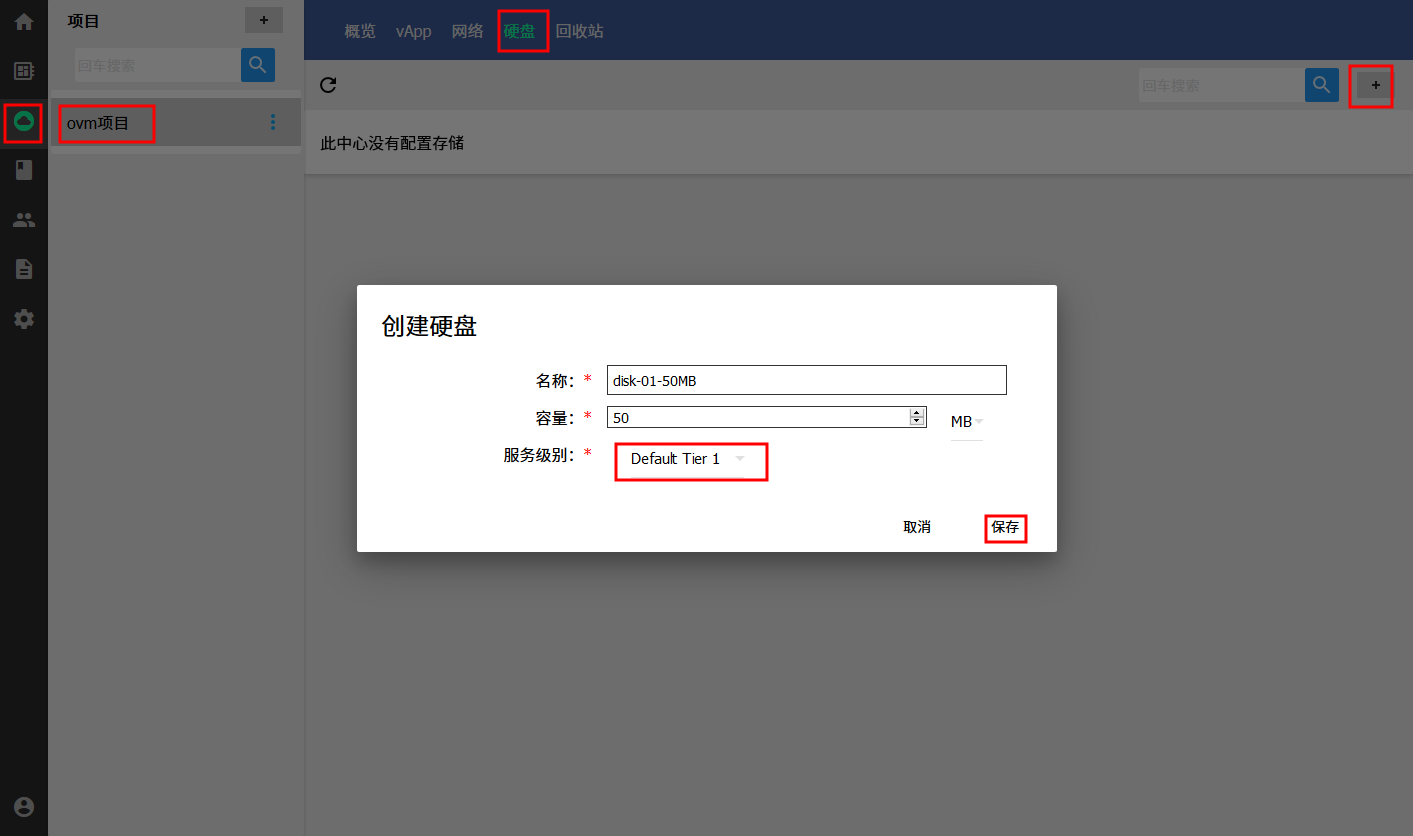 项目
+
回车搜索
ovm项目
概览 vApp 网络 硬盘 回收站
回车搜索
+
此中心没有配置存储
创建硬盘
名称：* disk-01-50MB
容量：* 50 MB
服务级别：* Default Tier 1
取消 保存